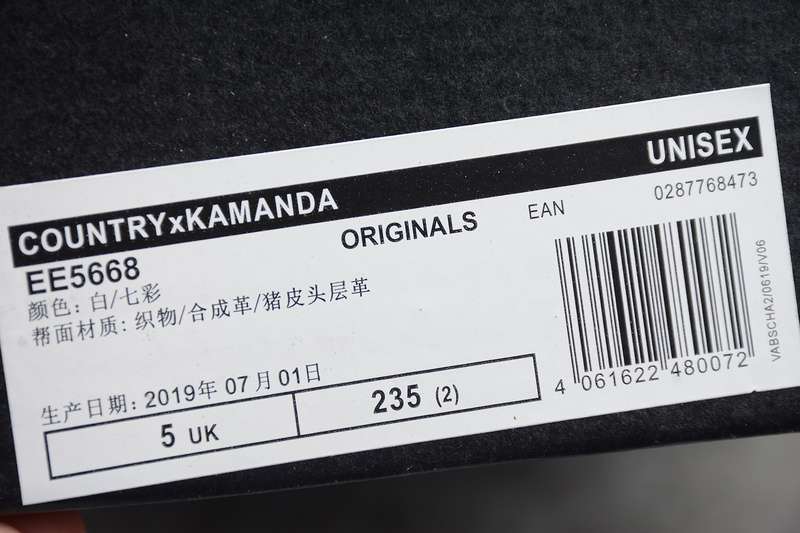 COUNTRYxKAMANDA UNISEX
EE5668 ORIGINALS EAN 0287768473
颜色: 白/七彩
帮面材质: 织物/合成革/猪皮头层革
生产日期: 2019年 07月 01日
5 UK 235 (2)
4 061622 480072
VABSCHA2/0619/V06